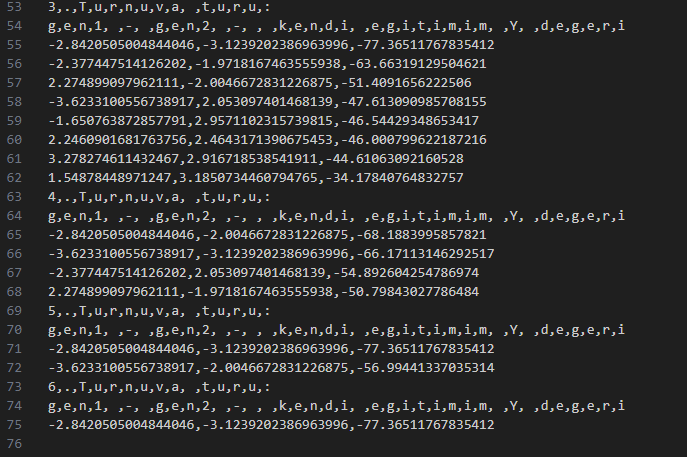 53 3,.,T,u,r,n,u,v,a, ,t,u,r,u,:
54 g,e,n,1, ,-, ,g,e,n,2, ,-, , ,k,e,n,d,i, ,e,g,i,t,i,m,i,m, ,Y, ,d,e,g,e,r,i
55 -2.8420505004844046,-3.1239202386963996,-77.36511767835412
56 -2.377447514126202,-1.9718167463555938,-63.66319129504621
57 2.274899097962111,-2.0046672831226875,-51.4091656222506
58 -3.6233100556738917,2.053097401468139,-47.613090985708155
59 -1.650763872857791,2.9571102315739815,-46.54429348653417
60 2.2460901681763756,2.4643171390675453,-46.000799622187216
61 3.278274611432467,2.916718538541911,-44.61063092160528
62 1.54878448971247,3.1850734460794765,-34.17840764832757
63 4,.,T,u,r,n,u,v,a, ,t,u,r,u,:
64 g,e,n,1, ,-, ,g,e,n,2, ,-, , ,k,e,n,d,i, ,e,g,i,t,i,m,i,m, ,Y, ,d,e,g,e,r,i
65 -2.8420505004844046,-2.0046672831226875,-68.1883995857821
66 -3.6233100556738917,-3.1239202386963996,-66.17113146292517
67 -2.377447514126202,2.053097401468139,-54.892604254786974
68 2.274899097962111,-1.9718167463555938,-50.79843027786484
69 5,.,T,u,r,n,u,v,a, ,t,u,r,u,:
70 g,e,n,1, ,-, ,g,e,n,2, ,-, , ,k,e,n,d,i, ,e,g,i,t,i,m,i,m, ,Y, ,d,e,g,e,r,i
71 -2.8420505004844046,-3.1239202386963996,-77.36511767835412
72 -3.6233100556738917,-2.0046672831226875,-56.99441337035314
73 6,.,T,u,r,n,u,v,a, ,t,u,r,u,:
74 g,e,n,1, ,-, ,g,e,n,2, ,-, , ,k,e,n,d,i, ,e,g,i,t,i,m,i,m, ,Y, ,d,e,g,e,r,i
75 -2.8420505004844046,-3.1239202386963996,-77.36511767835412
76